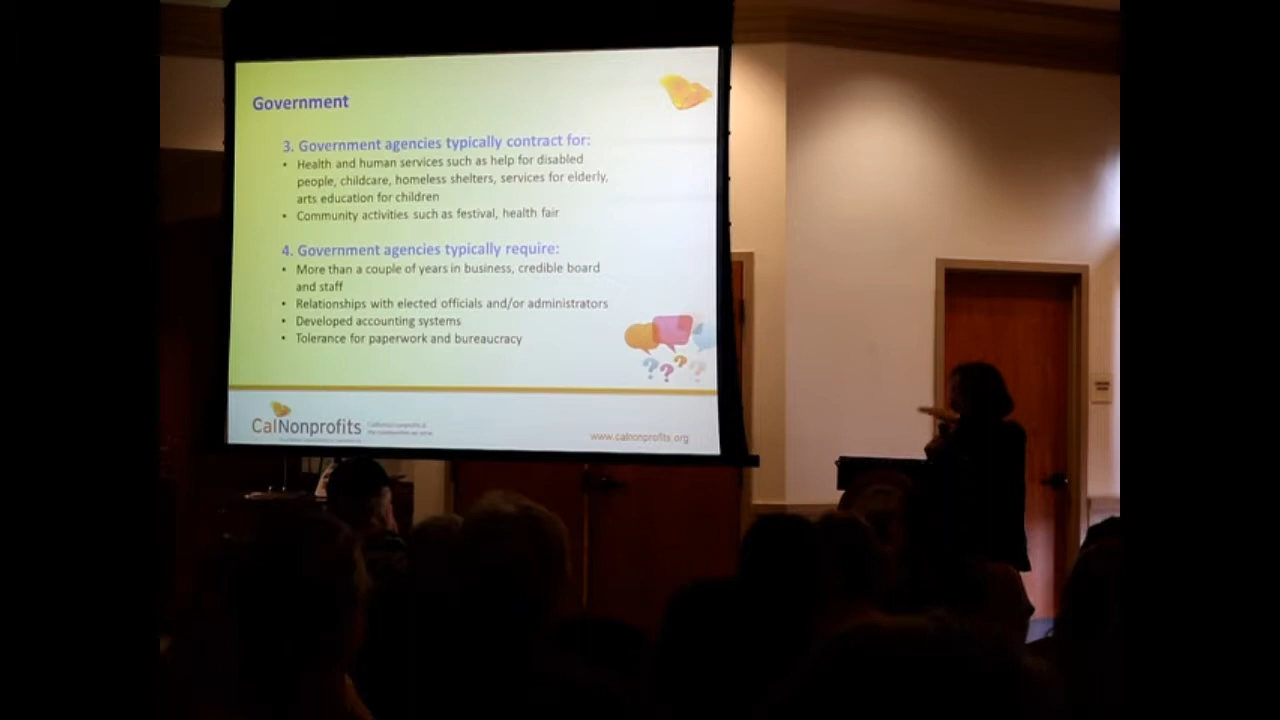 Government
3. Government agencies typically contract for:
• Health and human services such as help for disabled
people, childcare, homeless shelters, services for elderly,
arts education for children
• Community activities such as festival, health fair
4. Government agencies typically require:
• More than a couple of years in business, credible board
and staff
• Relationships with elected officials and/or administrators
• Developed accounting systems
• Tolerance for paperwork and bureaucracy
CalNonprofits
www.calnonprofits.org